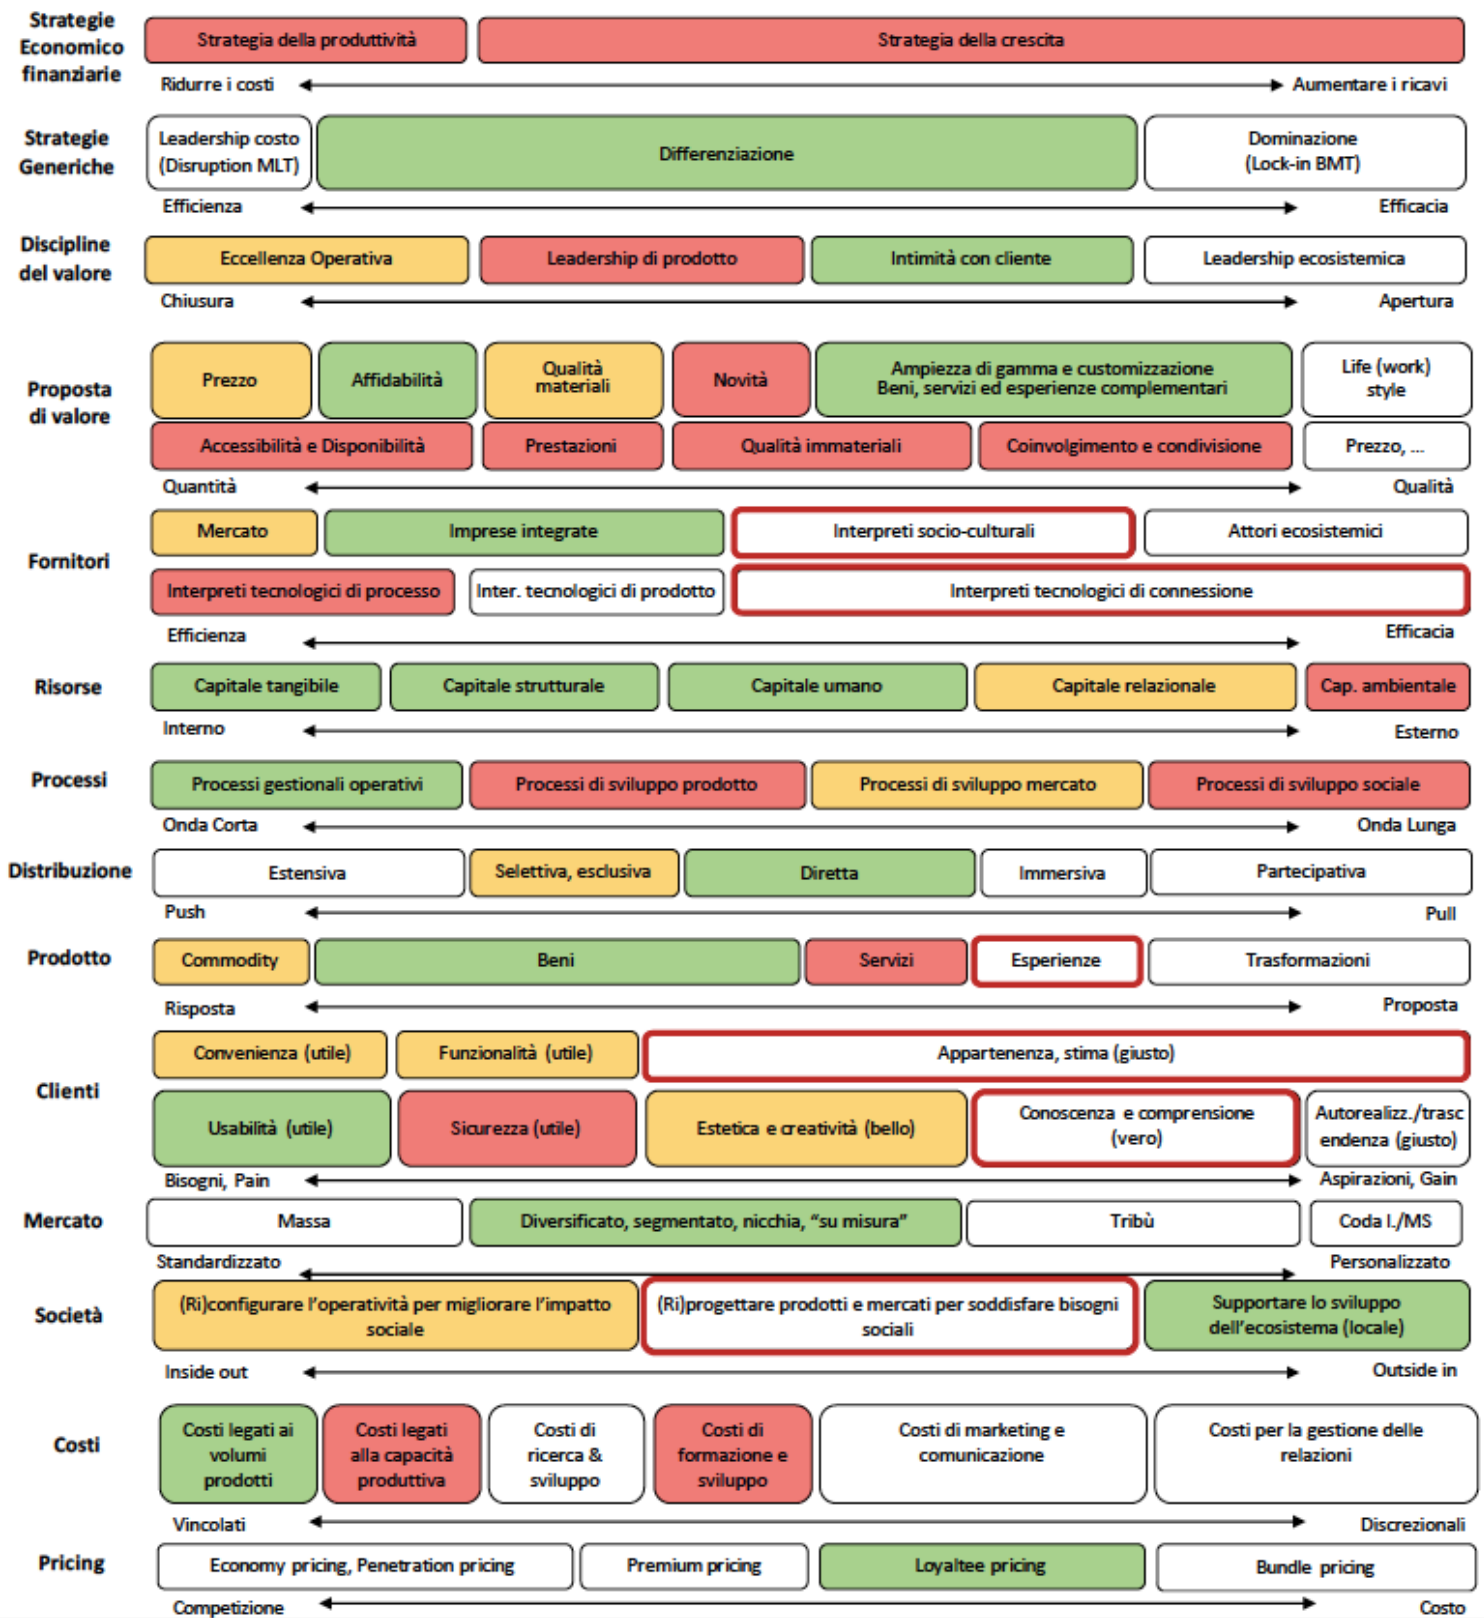 Strategie
Economico
finanziarie
Strategia della produttività
Strategia della crescita
Ridurre i costi
Aumentare i ricavi
Strategie
Generiche
Leadership costo
(Disruption MLT)
Differenziazione
Dominazione
(Lock-in BMT)
Efficienza
Efficacia
Discipline
del valore
Eccellenza Operativa
Leadership di prodotto
Intimità con cliente
Leadership ecosistemica
Chiusura
Apertura
Proposta
di valore
Prezzo
Affidabilità
Qualità
materiali
Novità
Ampiezza di gamma e customizzazione
Beni, servizi ed esperienze complementari
Life (work)
style
Accessibilità e Disponibilità
Prestazioni
Qualità immateriali
Coinvolgimento e condivisione
Prezzo, ...
Quantità
Qualità
Fornitori
Mercato
Imprese integrate
Interpreti socio-culturali
Attori ecosistemici
Interpreti tecnologici di processo
Inter. tecnologici di prodotto
Interpreti tecnologici di connessione
Efficienza
Efficacia
Risorse
Capitale tangibile
Capitale strutturale
Capitale umano
Capitale relazionale
Cap. ambientale
Interno
Esterno
Processi
Processi gestionali operativi
Processi di sviluppo prodotto
Processi di sviluppo mercato
Processi di sviluppo sociale
Onda Corta
Onda Lunga
Distribuzione
Estensiva
Selettiva, esclusiva
Diretta
Immersiva
Partecipativa
Push
Pull
Prodotto
Commodity
Beni
Servizi
Esperienze
Trasformazioni
Risposta
Proposta
Clienti
Convenienza (utile)
Funzionalità (utile)
Appartenenza, stima (giusto)
Usabilità (utile)
Sicurezza (utile)
Estetica e creatività (bello)
Conoscenza e comprensione
(vero)
Autorealizz./trasc
endenza (giusto)
Bisogni, Pain
Aspirazioni, Gain
Mercato
Massa
Diversificato, segmentato, nicchia, “su misura”
Tribù
Coda l./MS
Standardizzato
Personalizzato
Società
(Ri)configurare l’operatività per migliorare l’impatto
sociale
(Ri)progettare prodotti e mercati per soddisfare bisogni
sociali
Supportare lo sviluppo
dell’ecosistema (locale)
Inside out
Outside in
Costi
Costi legati ai
volumi
prodotti
Costi legati
alla capacità
produttiva
Costi di
ricerca &
sviluppo
Costi di
formazione e
sviluppo
Costi di marketing e
comunicazione
Costi per la gestione delle
relazioni
Vincolati
Discrezionali
Pricing
Economy pricing, Penetration pricing
Premium pricing
Loyaltee pricing
Bundle pricing
Competizione
Costo